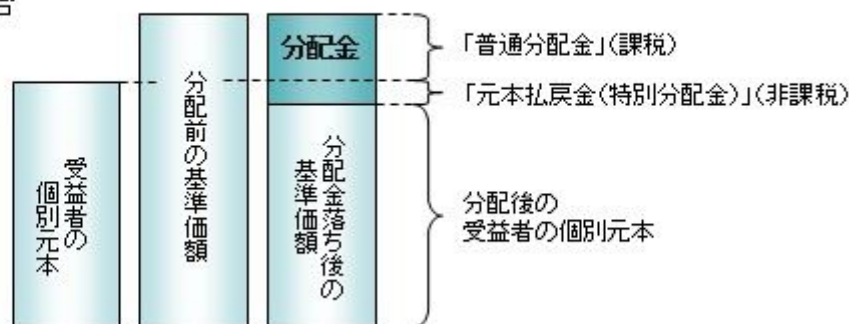 受益者の
個別元本
分配前の基準価額
分配金
分配金落ち後の
基準価額
「普通分配金」(課税)
「元本払戻金(特別分配金)」(非課税)
分配後の
受益者の個別元本